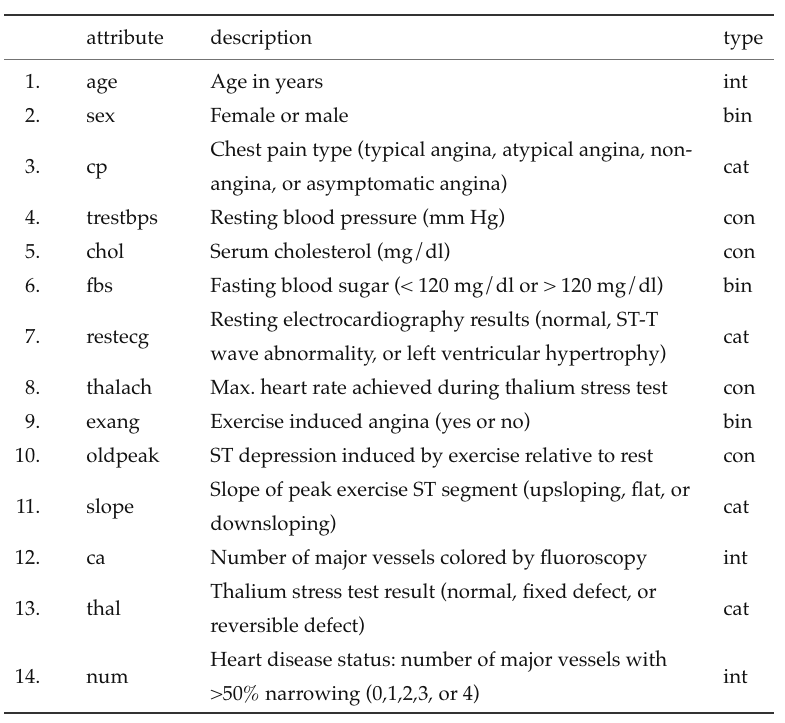 attribute description type
1. age Age in years int
2. sex Female or male bin
3. cp Chest pain type (typical angina, atypical angina, non-
angina, or asymptomatic angina) cat
4. trestbps Resting blood pressure (mm Hg) con
5. chol Serum cholesterol (mg/dl) con
6. fbs Fasting blood sugar (< 120 mg/dl or > 120 mg/dl) bin
7. restecg Resting electrocardiography results (normal, ST-T
wave abnormality, or left ventricular hypertrophy) cat
8. thalach Max. heart rate achieved during thalium stress test con
9. exang Exercise induced angina (yes or no) bin
10. oldpeak ST depression induced by exercise relative to rest con
11. slope Slope of peak exercise ST segment (upsloping, flat, or
downsloping) cat
12. ca Number of major vessels colored by fluoroscopy int
13. thal Thalium stress test result (normal, fixed defect, or
reversible defect) cat
14. num Heart disease status: number of major vessels with
>50% narrowing (0,1,2,3, or 4) int